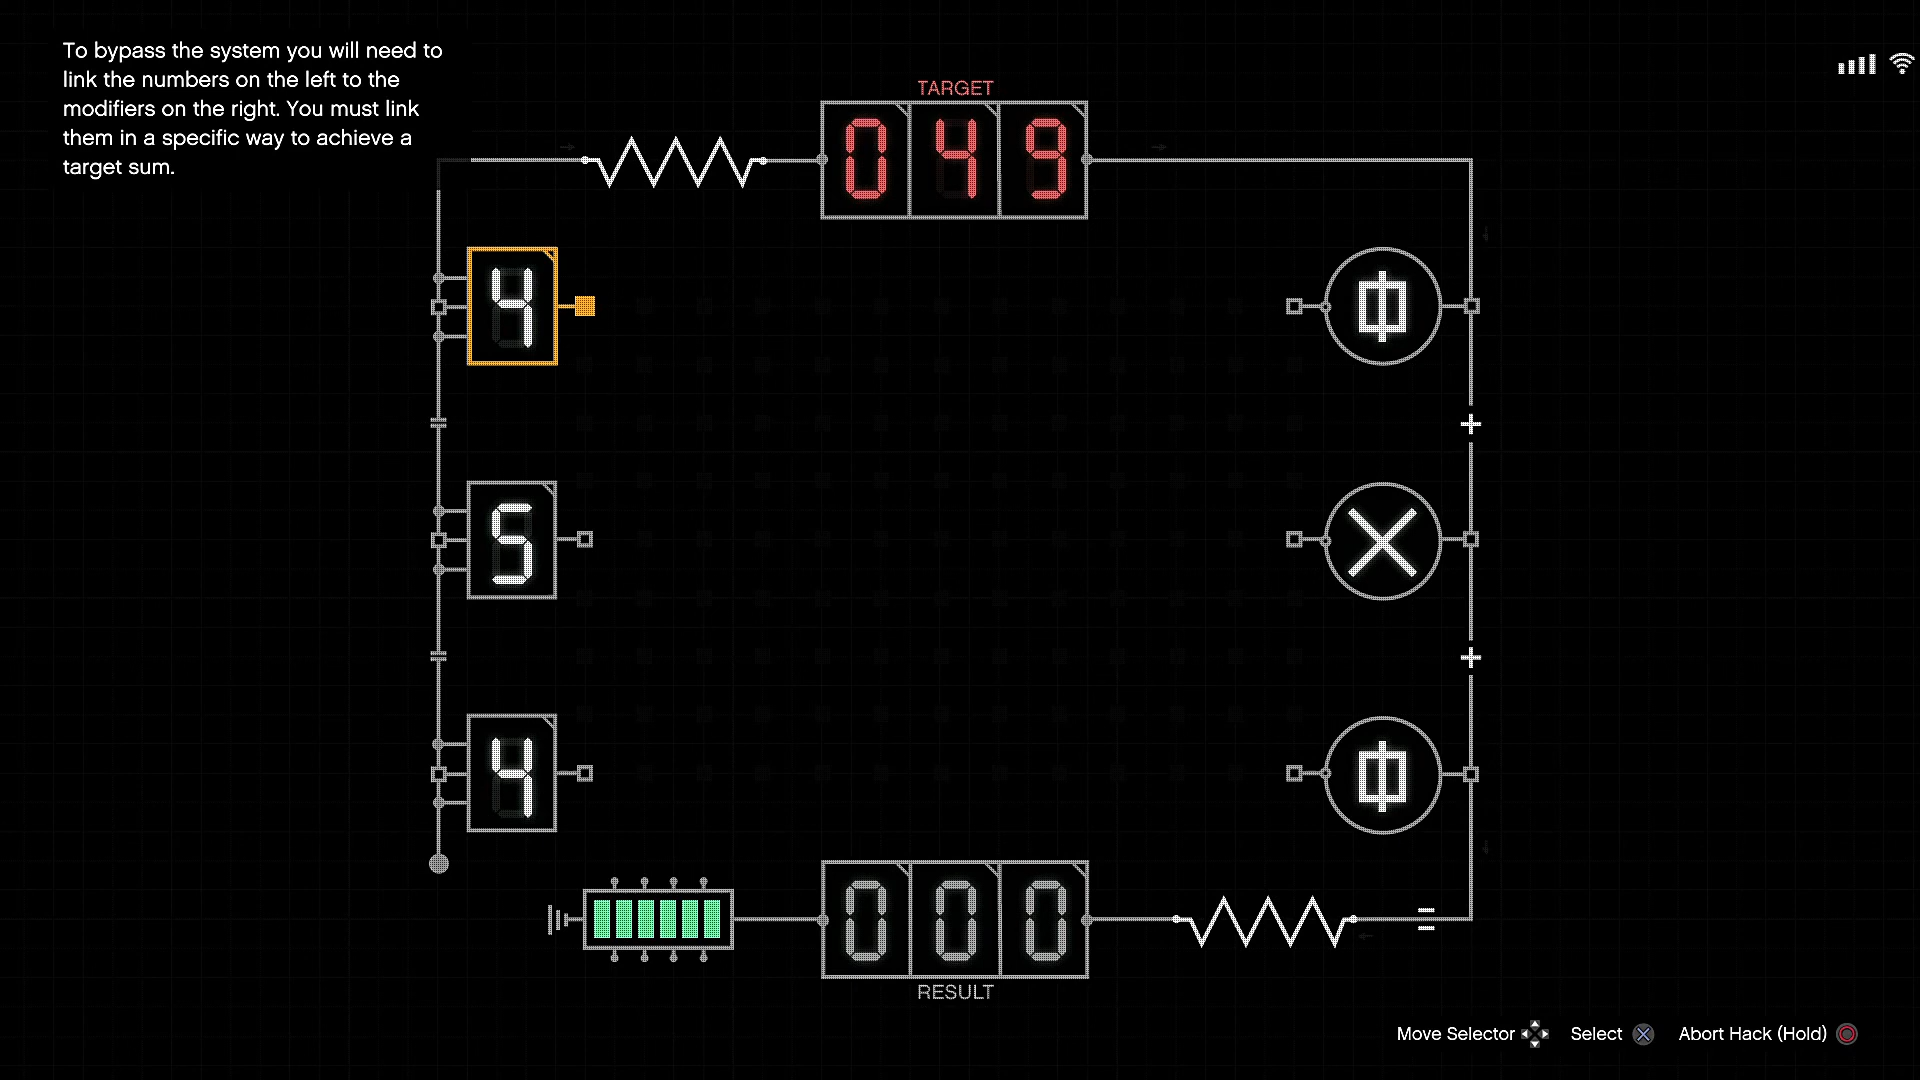 To bypass the system you will need to
link the numbers on the left to the
modifiers on the right. You must link
them in a specific way to achieve a
target sum.
TARGET
049
4
+
5
+
4
000
=
RESULT
Move Selector Select Abort Hack (Hold)